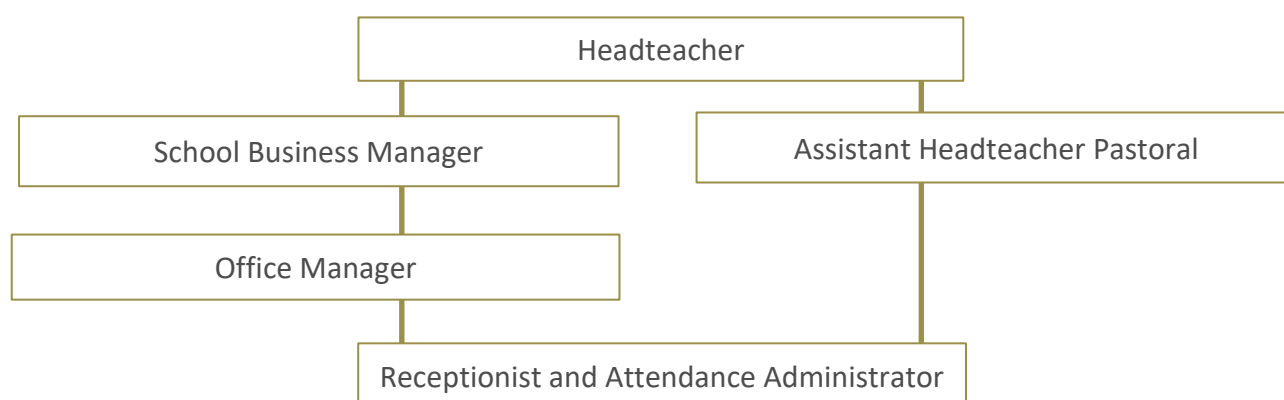 Headteacher
School Business Manager
Assistant Headteacher Pastoral
Office Manager
Receptionist and Attendance Administrator